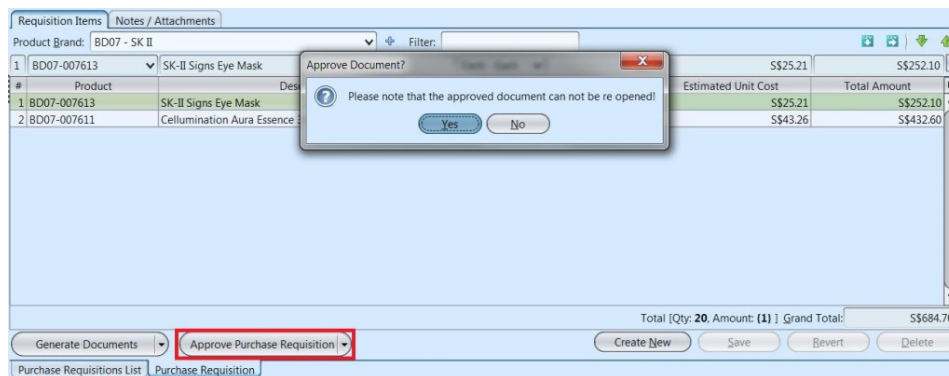 Requisition Items Notes / Attachments
Product Brand: BD07 - SK II Filter:
1 BD07-007613 SK-II Signs Eye Mask S$25.21 S$252.10
Approve Document?
# Product Estimated Unit Cost Total Amount
Please note that the approved document can not be re opened!
1 BD07-007613 SK-II Signs Eye Mask S$25.21 S$252.10
2 BD07-007611 Cellumination Aura Essence S$43.26 S$432.60
Yes No
Total [Qty: 20, Amount: {1} ] Grand Total: S$684.70
Generate Documents Approve Purchase Requisition Create New Save Revert Delete
Purchase Requisitions List Purchase Requisition